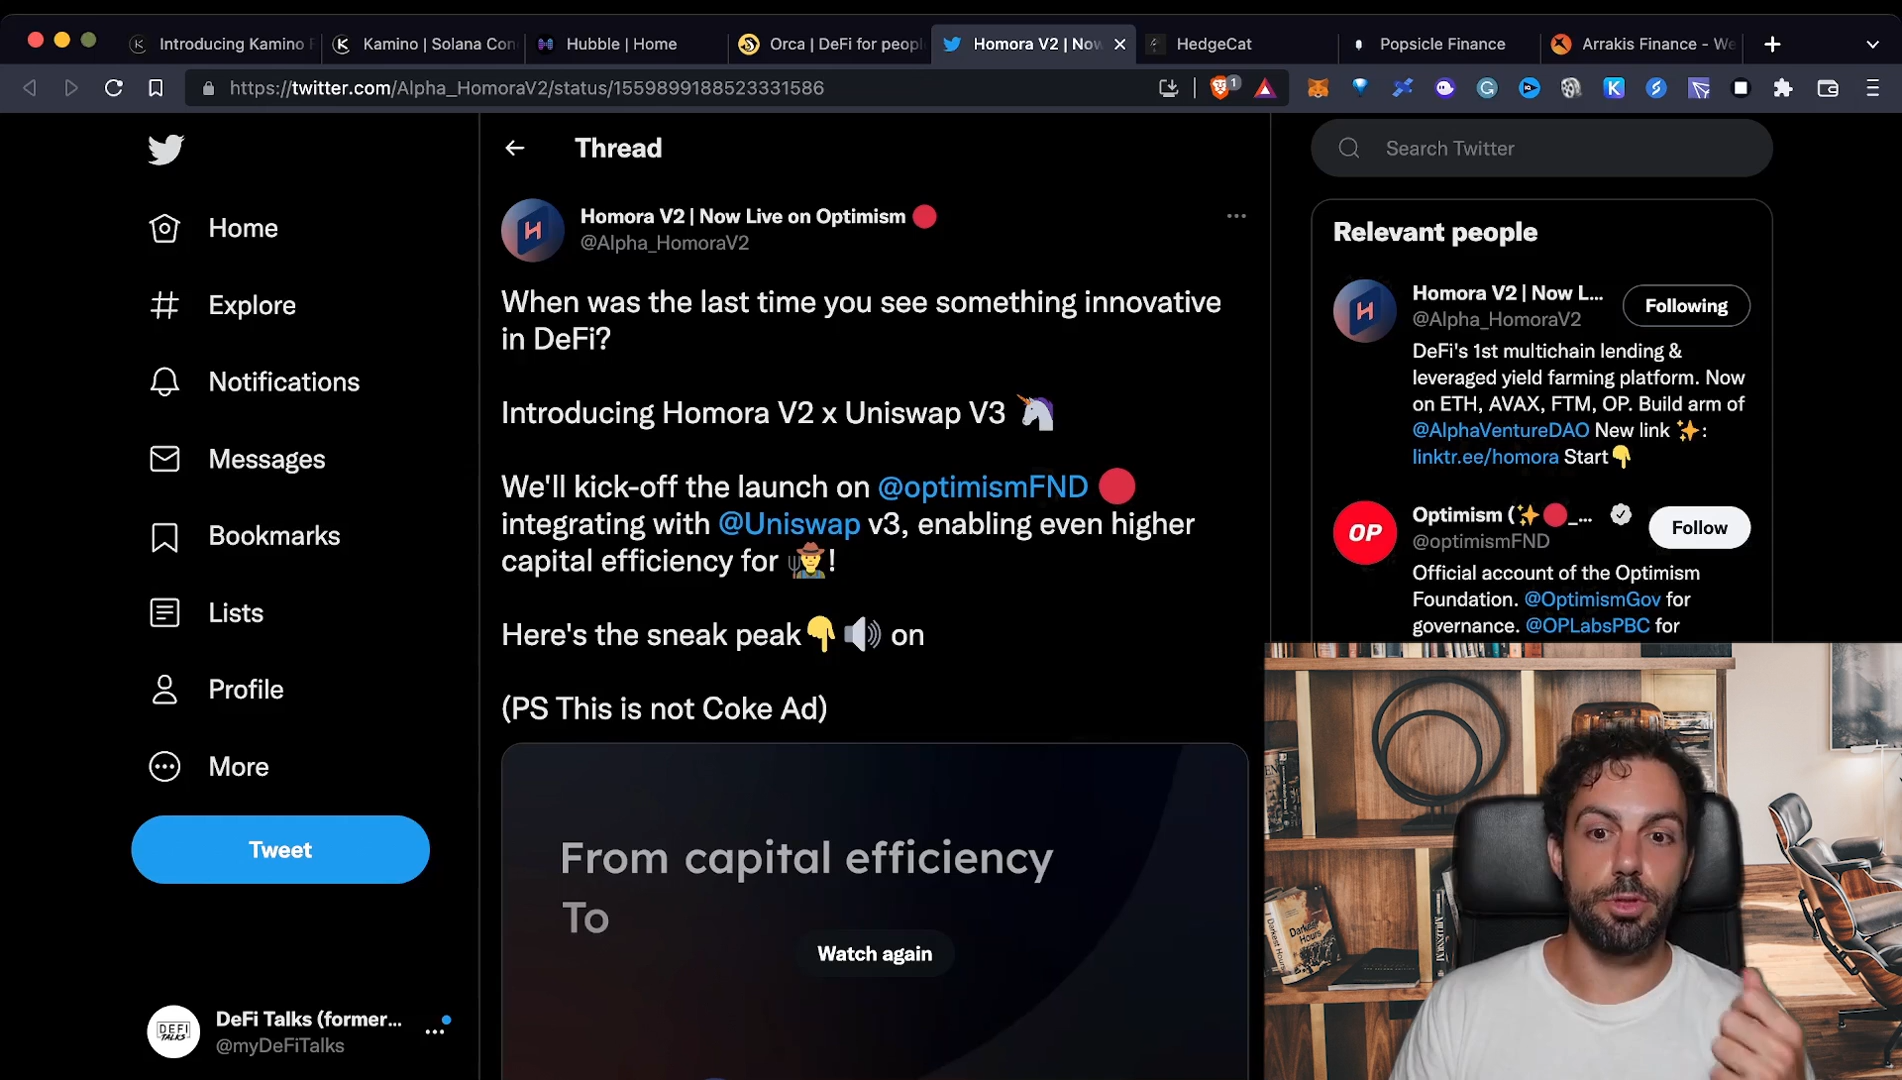 Introducing Kamino F
Kamino | Solana Con
Hubble | Home
Orca | DeFi for peopl
Homora V2 | Now
HedgeCat
Popsicle Finance
Arrakis Finance - We
https://twitter.com/Alpha_HomoraV2/status/1559899188523331586
1
Home
Explore
Notifications
Messages
Bookmarks
Lists
Profile
More
Tweet
DeFi Talks (former...
@myDeFiTalks
DEFI
TALKS
Thread
Homora V2 | Now Live on Optimism 🔴
@Alpha_HomoraV2
When was the last time you see something innovative
in DeFi?
Introducing Homora V2 x Uniswap V3 🦄
We'll kick-off the launch on @optimismFND 🔴
integrating with @Uniswap v3, enabling even higher
capital efficiency for 🧑‍🌾!
Here's the sneak peak👇🔊 on
(PS This is not Coke Ad)
From capital efficiency
To
Watch again
Search Twitter
Relevant people
Homora V2 | Now L...
Following
@Alpha_HomoraV2
DeFi's 1st multichain lending &
leveraged yield farming platform. Now
on ETH, AVAX, FTM, OP. Build arm of
@AlphaVentureDAO New link ✨:
linktr.ee/homora Start👇
OP
Optimism (✨🔴_...
Follow
@optimismFND
Official account of the Optimism
Foundation. @OptimismGov for
governance. @OPLabsPBC for
Darkest
Hours